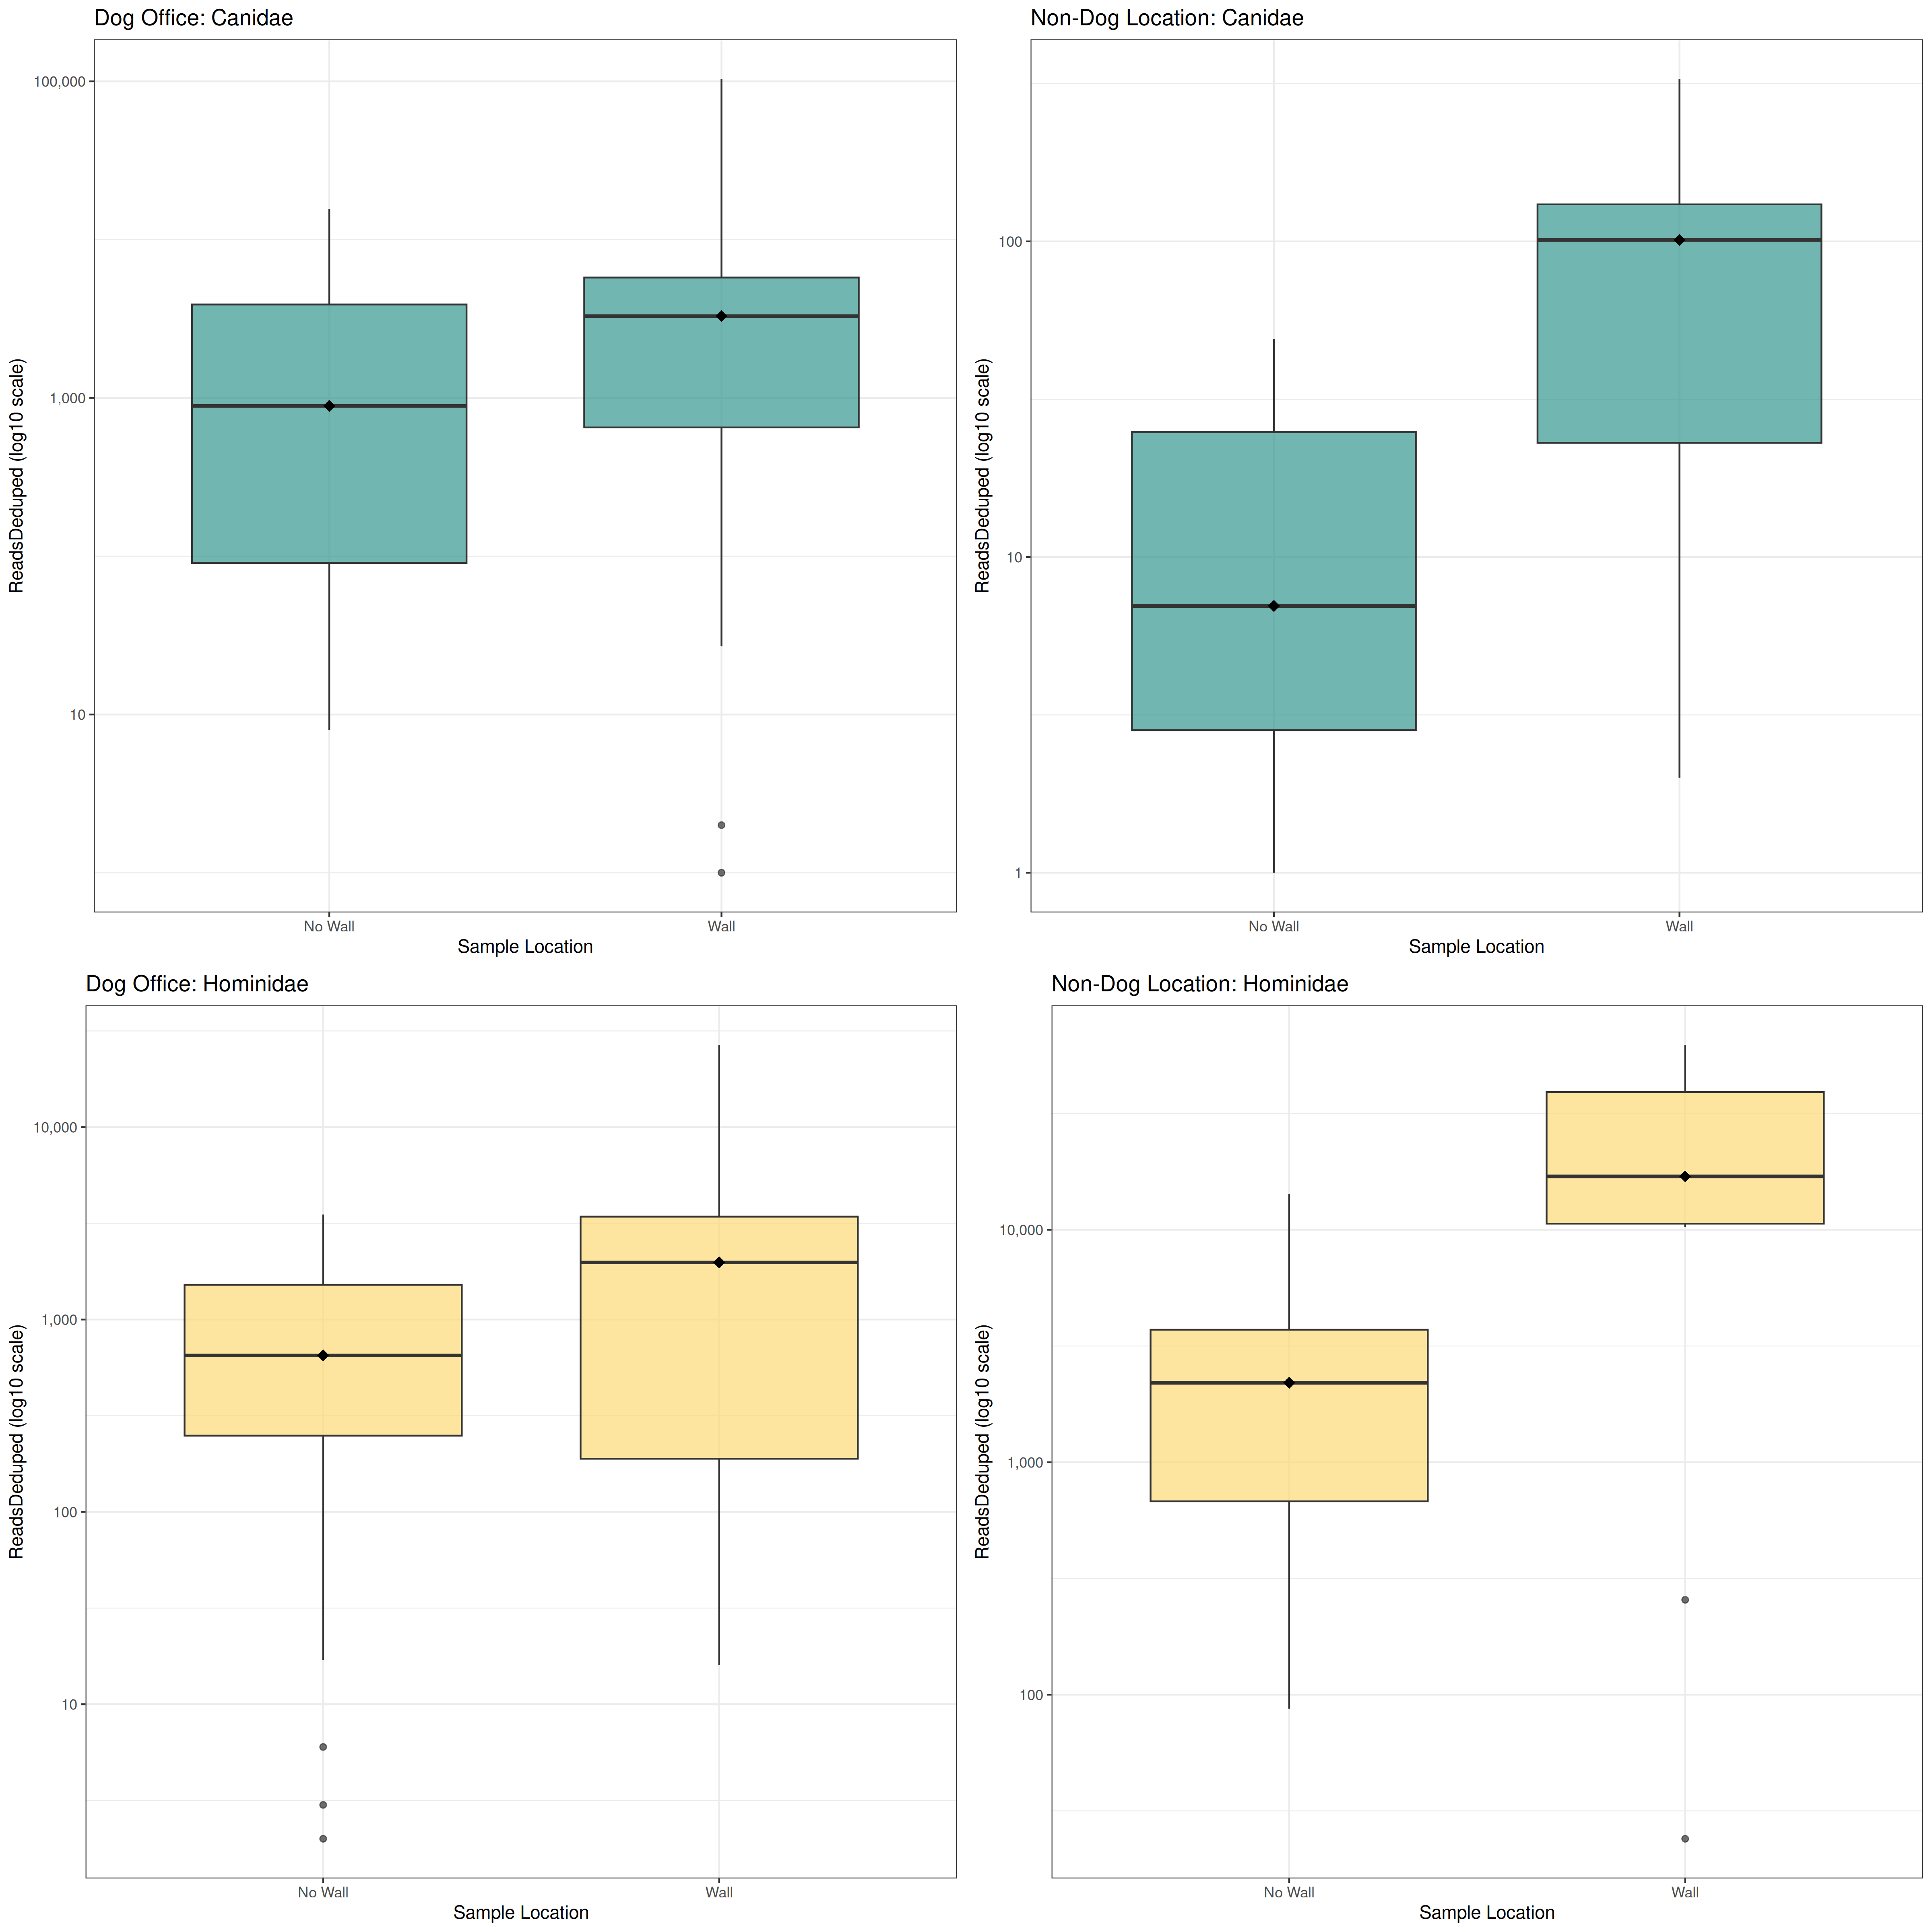 Dog Office: Canidae
100,000
1,000
10
ReadsDeduped (log10 scale)
No Wall
Wall
Sample Location
Non-Dog Location: Canidae
100
10
1
ReadsDeduped (log10 scale)
No Wall
Wall
Sample Location
Dog Office: Hominidae
10,000
1,000
100
10
ReadsDeduped (log10 scale)
No Wall
Wall
Sample Location
Non-Dog Location: Hominidae
10,000
1,000
100
ReadsDeduped (log10 scale)
No Wall
Wall
Sample Location